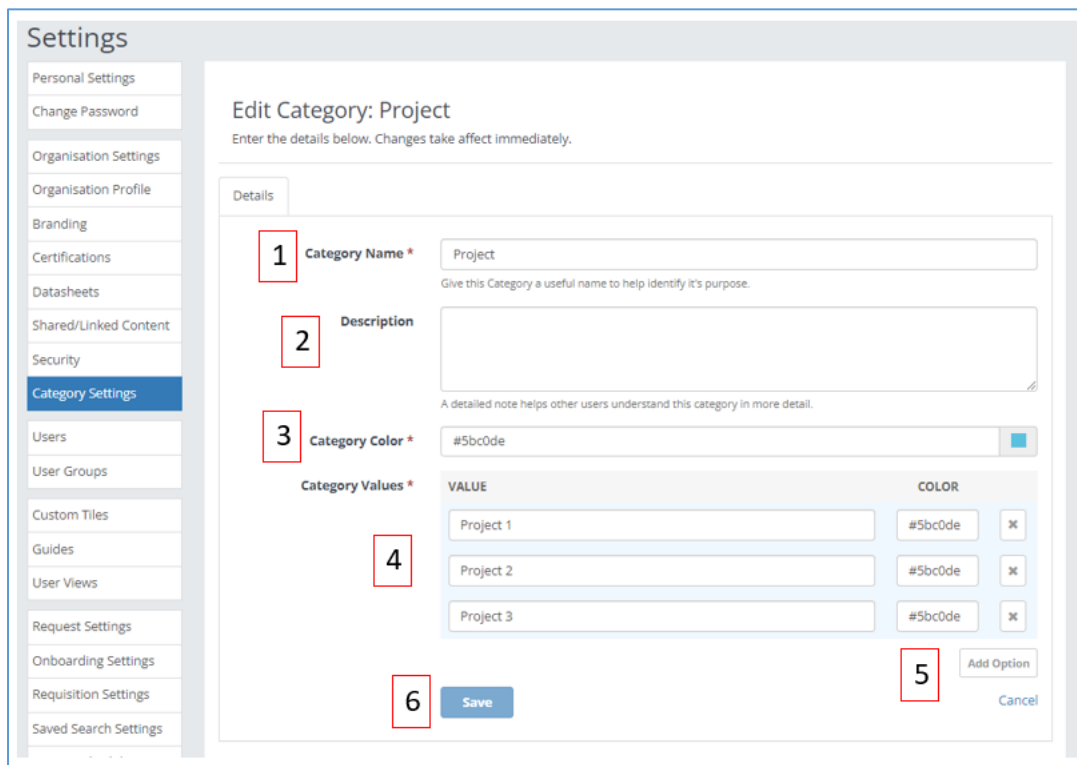 Settings
Personal Settings
Change Password
Organisation Settings
Organisation Profile
Branding
Certifications
Datasheets
Shared/Linked Content
Security
Category Settings
Users
User Groups
Custom Tiles
Guides
User Views
Request Settings
Onboarding Settings
Requisition Settings
Saved Search Settings
Edit Category: Project
Enter the details below. Changes take affect immediately.
Details
1 Category Name * Project
Give this Category a useful name to help identify it's purpose.
2 Description
A detailed note helps other users understand this category in more detail.
3 Category Color * #5bc0de
Category Values * VALUE COLOR
4
Project 1 #5bc0de ×
Project 2 #5bc0de ×
Project 3 #5bc0de ×
5 Add Option
6 Save Cancel